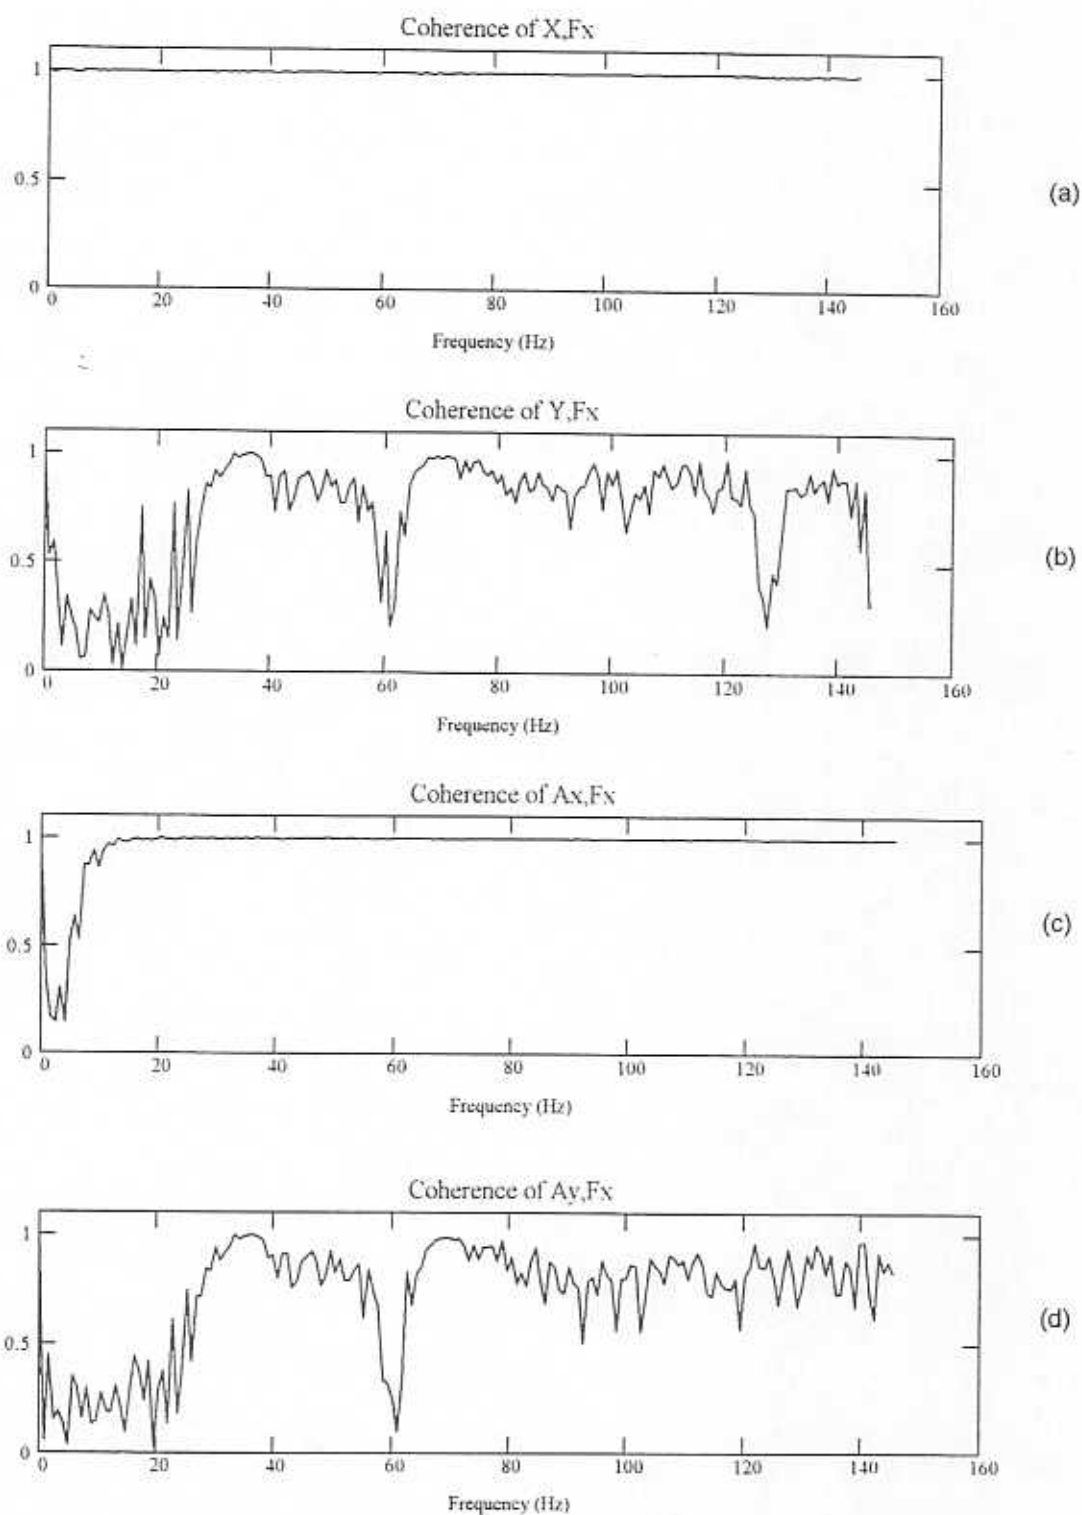 Coherence of X,Fx
1
0.5
0
0 20 40 60 80 100 120 140 160
Frequency (Hz)
(a)
Coherence of Y,Fx
1
0.5
0
0 20 40 60 80 100 120 140 160
Frequency (Hz)
(b)
Coherence of Ax,Fx
1
0.5
0
0 20 40 60 80 100 120 140 160
Frequency (Hz)
(c)
Coherence of Ay,Fx
1
0.5
0
0 20 40 60 80 100 120 140 160
Frequency (Hz)
(d)